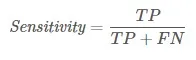 Sensitivity = TP / (TP + FN)